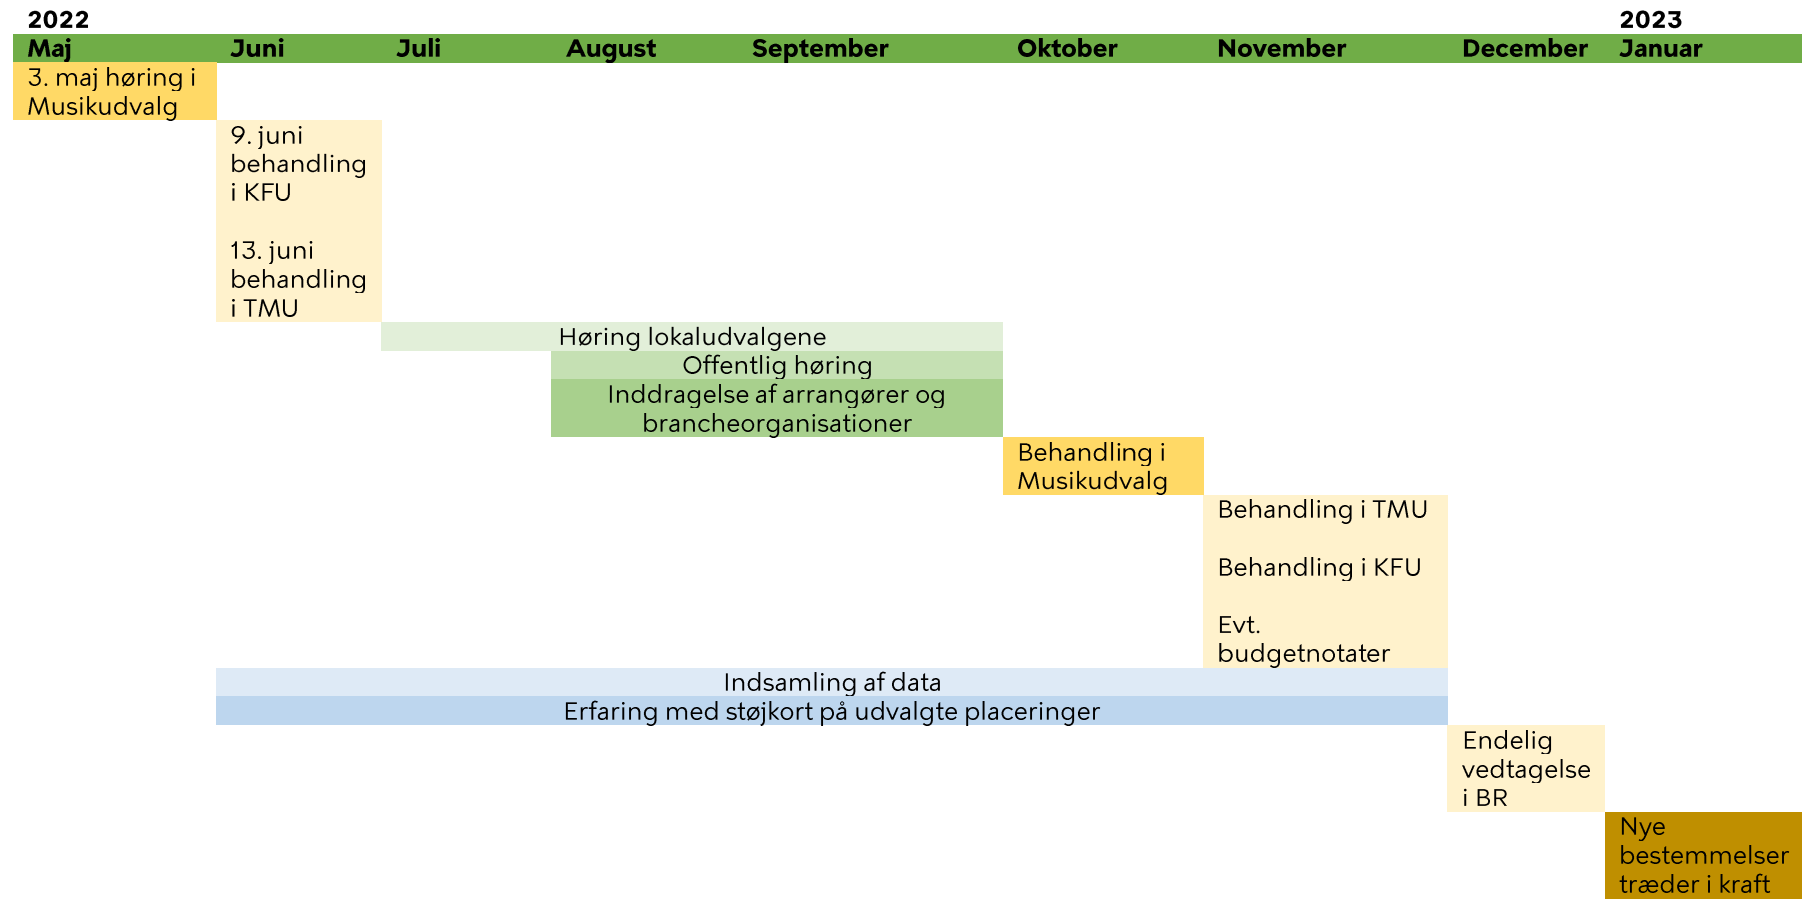 2022 2023
Maj Juni Juli August September Oktober November December Januar
3. maj høring i
Musikudvalg
9. juni
behandling
i KFU
13. juni
behandling
i TMU
Høring lokaludvalgene
Offentlig høring
Inddragelse af arrangører og
brancheorganisationer
Behandling i
Musikudvalg
Behandling i TMU
Behandling i KFU
Evt.
budgetnotater
Indsamling af data
Erfaring med støjkort på udvalgte placeringer
Endelig
vedtagelse
i BR
Nye
bestemmelser
træder i kraft